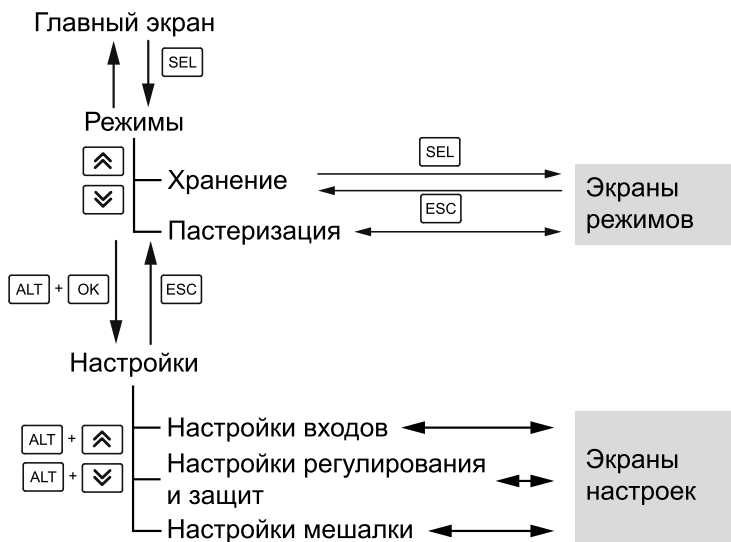 Главный экран
SEL
Режимы
SEL
Хранение
Экраны
режимов
ESC
Пастеризация
ALT + OK
ESC
Настройки
ALT +
Настройки входов
ALT +
Настройки регулирования
и защит
Экраны
настроек
Настройки мешалки